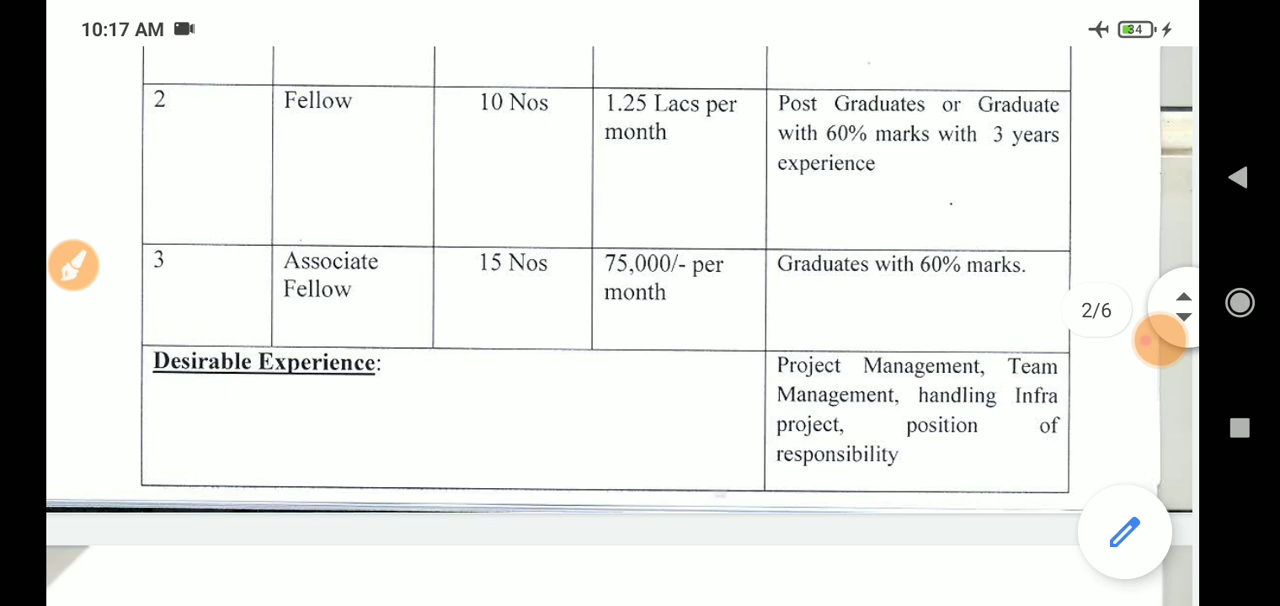 10:17 AM
34
2
Fellow
10 Nos
1.25 Lacs per
month
Post Graduates or Graduate
with 60% marks with 3 years
experience
3
Associate
Fellow
15 Nos
75,000/- per
month
Graduates with 60% marks.
2/6
Desirable Experience:
Project Management, Team
Management, handling Infra
project, position of
responsibility